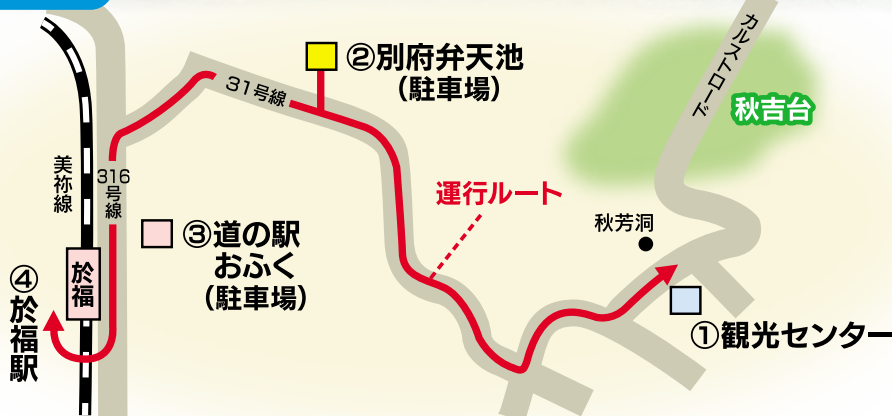 カルストロード
②別府弁天池
（駐車場）
31号線
秋吉台
美祢線
316
号線
運行ルート
秋芳洞
③道の駅
おふく
（駐車場）
於福
④於福駅
①観光センター